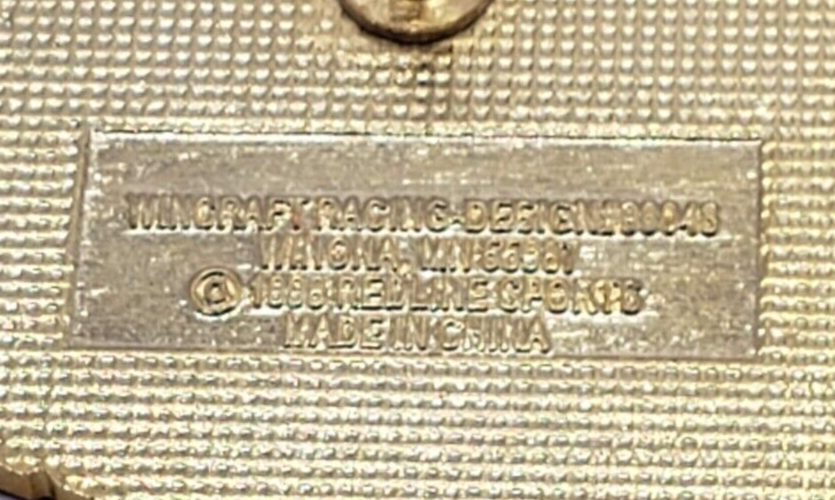 WINCRAFT RACING-DESIGN
WINONA, MN
© REDLINE SPORTS
MADE IN CHINA